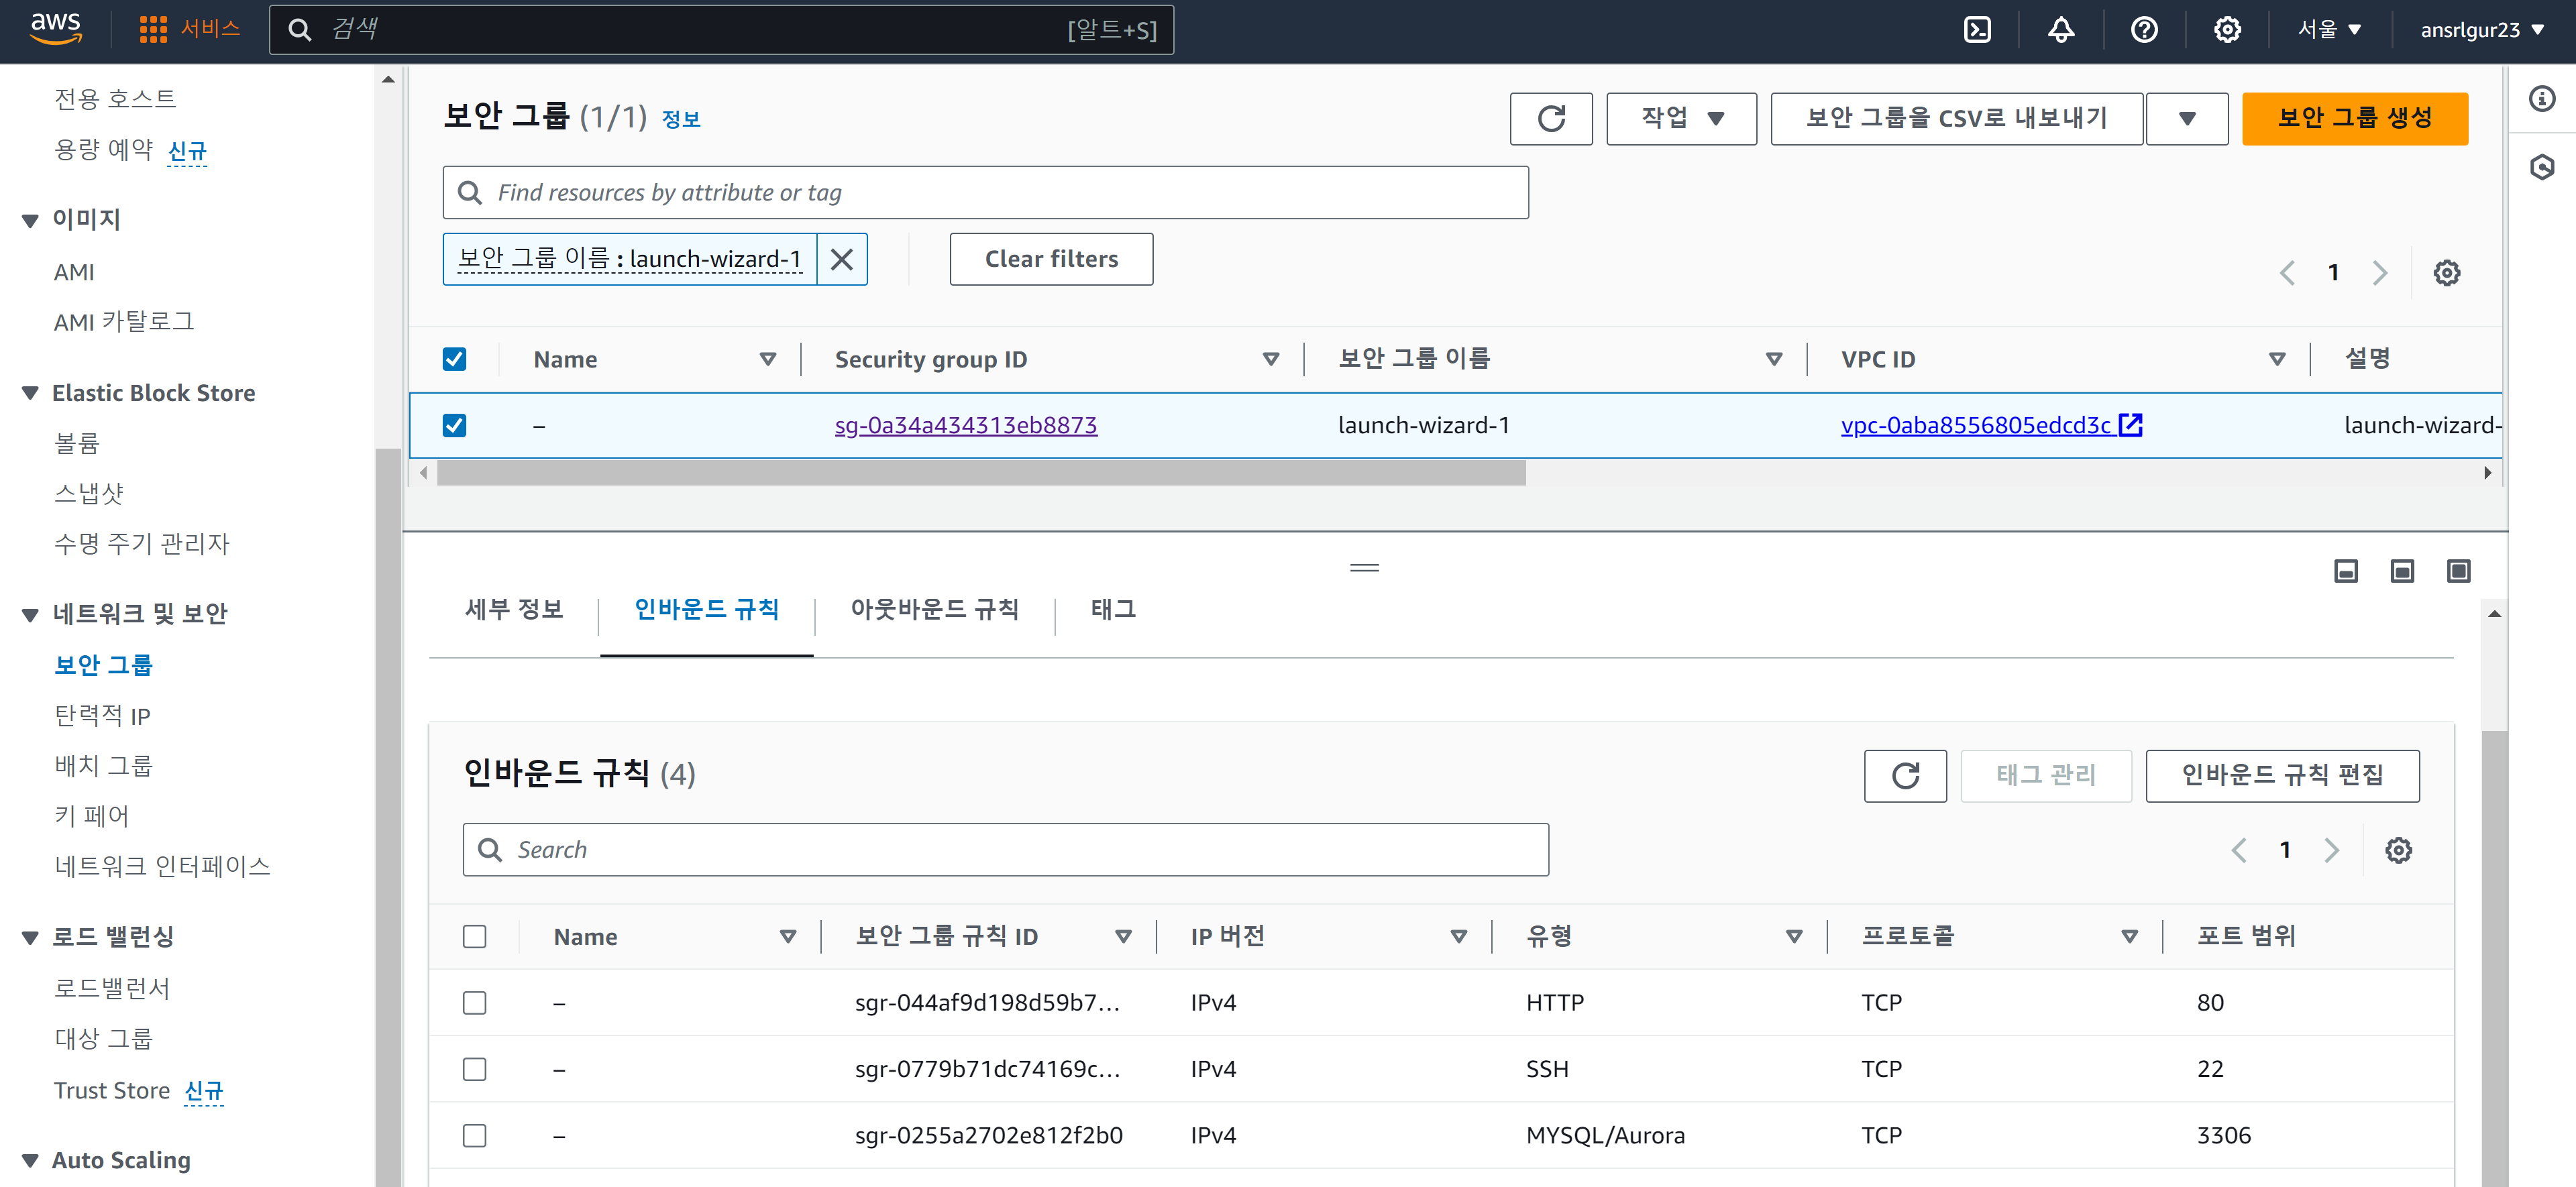 aws
서비스
검색
[알트+S]
서울
ansrlgur23
전용 호스트
용량 예약 신규
이미지
AMI
AMI 카탈로그
Elastic Block Store
볼륨
스냅샷
수명 주기 관리자
네트워크 및 보안
보안 그룹
탄력적 IP
배치 그룹
키 페어
네트워크 인터페이스
로드 밸런싱
로드밸런서
대상 그룹
Trust Store 신규
Auto Scaling
보안 그룹 (1/1) 정보
작업
보안 그룹을 CSV로 내보내기
보안 그룹 생성
Find resources by attribute or tag
보안 그룹 이름 : launch-wizard-1
Clear filters
1
Name Security group ID 보안 그룹 이름 VPC ID 설명
– sg-0a34a434313eb8873 launch-wizard-1 vpc-0aba8556805edcd3c launch-wizard-
세부 정보 인바운드 규칙 아웃바운드 규칙 태그
인바운드 규칙 (4)
태그 관리
인바운드 규칙 편집
Search
1
Name 보안 그룹 규칙 ID IP 버전 유형 프로토콜 포트 범위
– sgr-044af9d198d59b7... IPv4 HTTP TCP 80
– sgr-0779b71dc74169c... IPv4 SSH TCP 22
– sgr-0255a2702e812f2b0 IPv4 MYSQL/Aurora TCP 3306